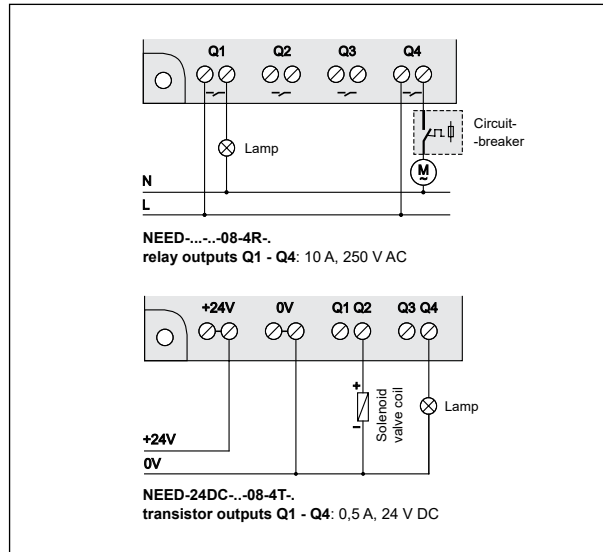 Q1 Q2 Q3 Q4
Circuit-
-breaker
Lamp
M
~
N
L
NEED-...-..-08-4R-.
relay outputs Q1 - Q4: 10 A, 250 V AC
+24V 0V Q1 Q2 Q3 Q4
+
Solenoid
valve coil
–
Lamp
+24V
0V
NEED-24DC-..-08-4T-.
transistor outputs Q1 - Q4: 0,5 A, 24 V DC